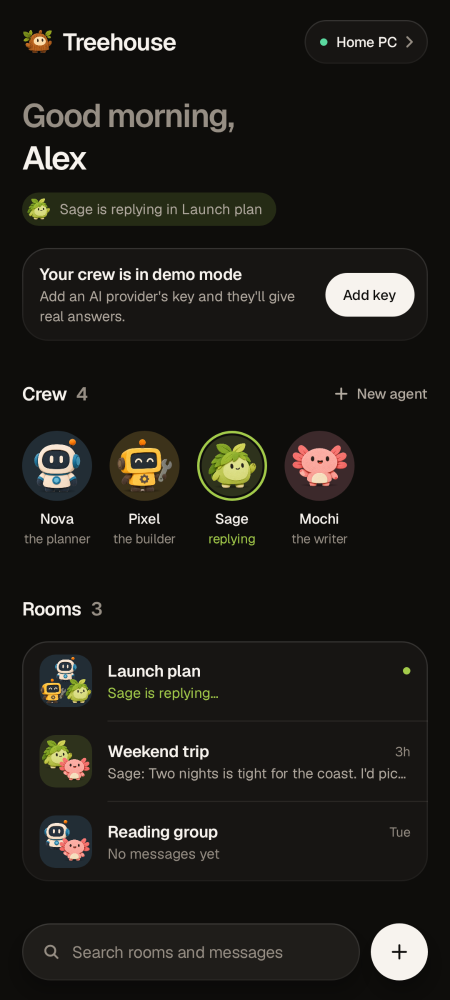 Treehouse
Home PC
Good morning,
Alex
Sage is replying in Launch plan
Your crew is in demo mode
Add an AI provider's key and they'll give
real answers.
Add key
Crew 4
New agent
Nova
the planner
Pixel
the builder
Sage
replying
Mochi
the writer
Rooms 3
Launch plan
Sage is replying...
Weekend trip
3h
Sage: Two nights is tight for the coast. I'd pic...
Reading group
Tue
No messages yet
Search rooms and messages